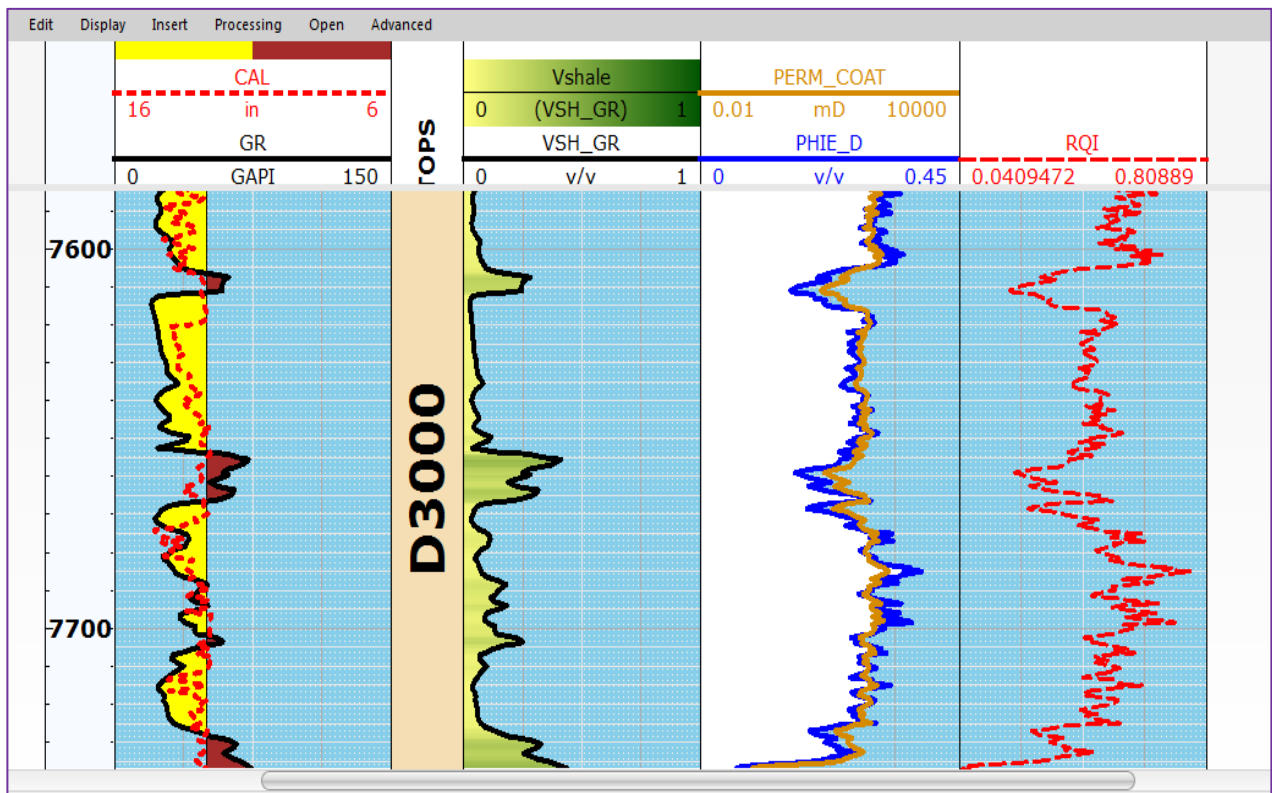 Edit Display Insert Processing Open Advanced
CAL
16 in 6
GR
0 GAPI 150
TOPS
Vshale
0 (VSH_GR) 1
VSH_GR
0 v/v 1
PERM_COAT
0.01 mD 10000
PHIE_D
0 v/v 0.45
RQI
0.0409472 0.80889
7600
D3000
7700